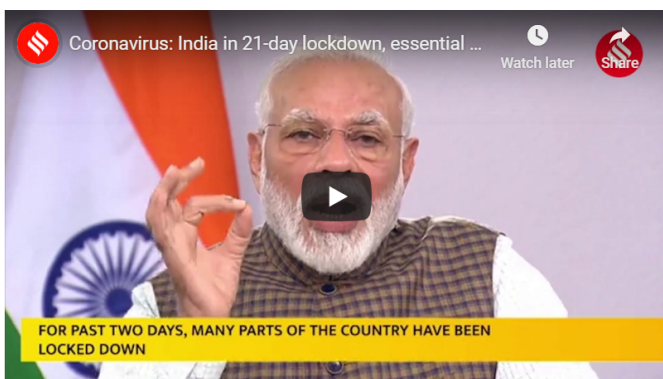 Coronavirus: India in 21-day lockdown, essential ...
Watch later
Share
FOR PAST TWO DAYS, MANY PARTS OF THE COUNTRY HAVE BEEN
LOCKED DOWN